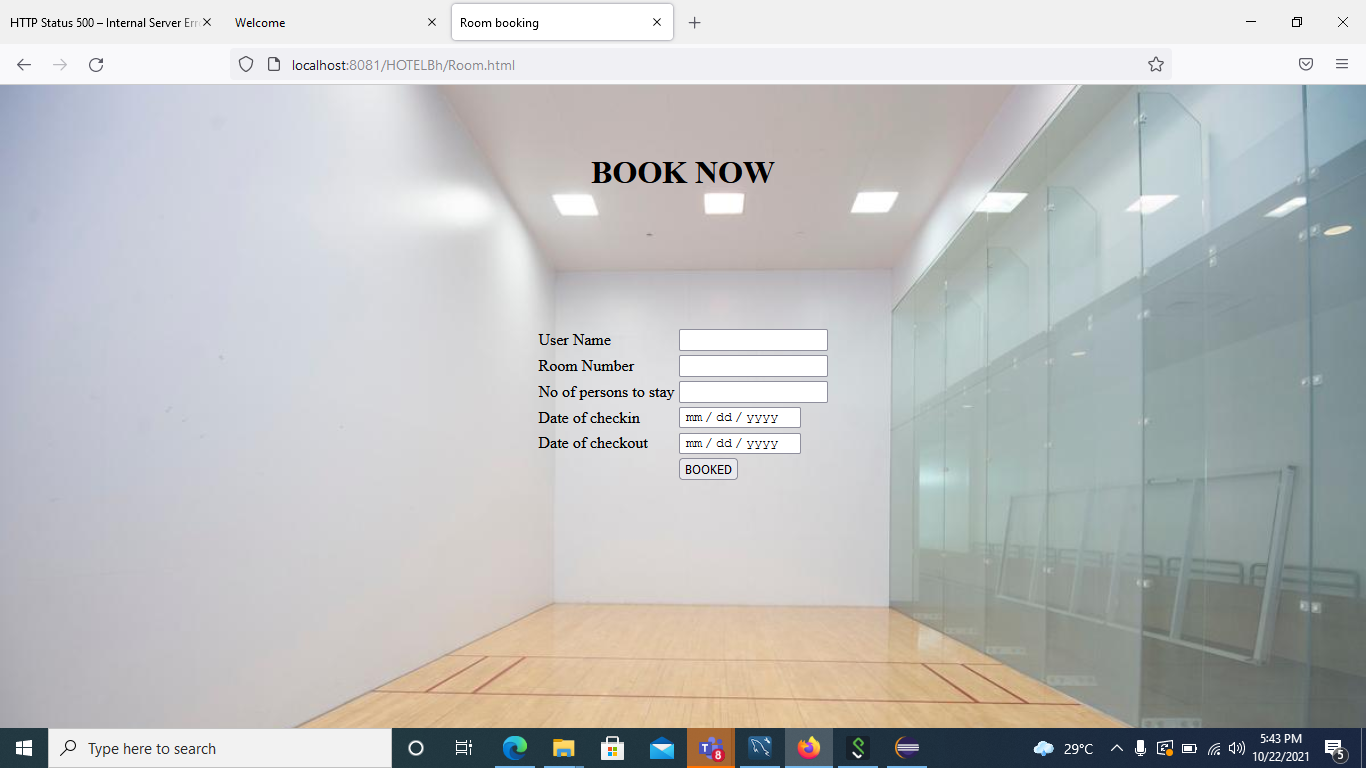 HTTP Status 500 – Internal Server Err
Welcome
Room booking
localhost:8081/HOTELBh/Room.html
BOOK NOW
User Name
Room Number
No of persons to stay
Date of checkin mm / dd / yyyy
Date of checkout mm / dd / yyyy
BOOKED
Type here to search
8
29°C
5:43 PM
10/22/2021
5